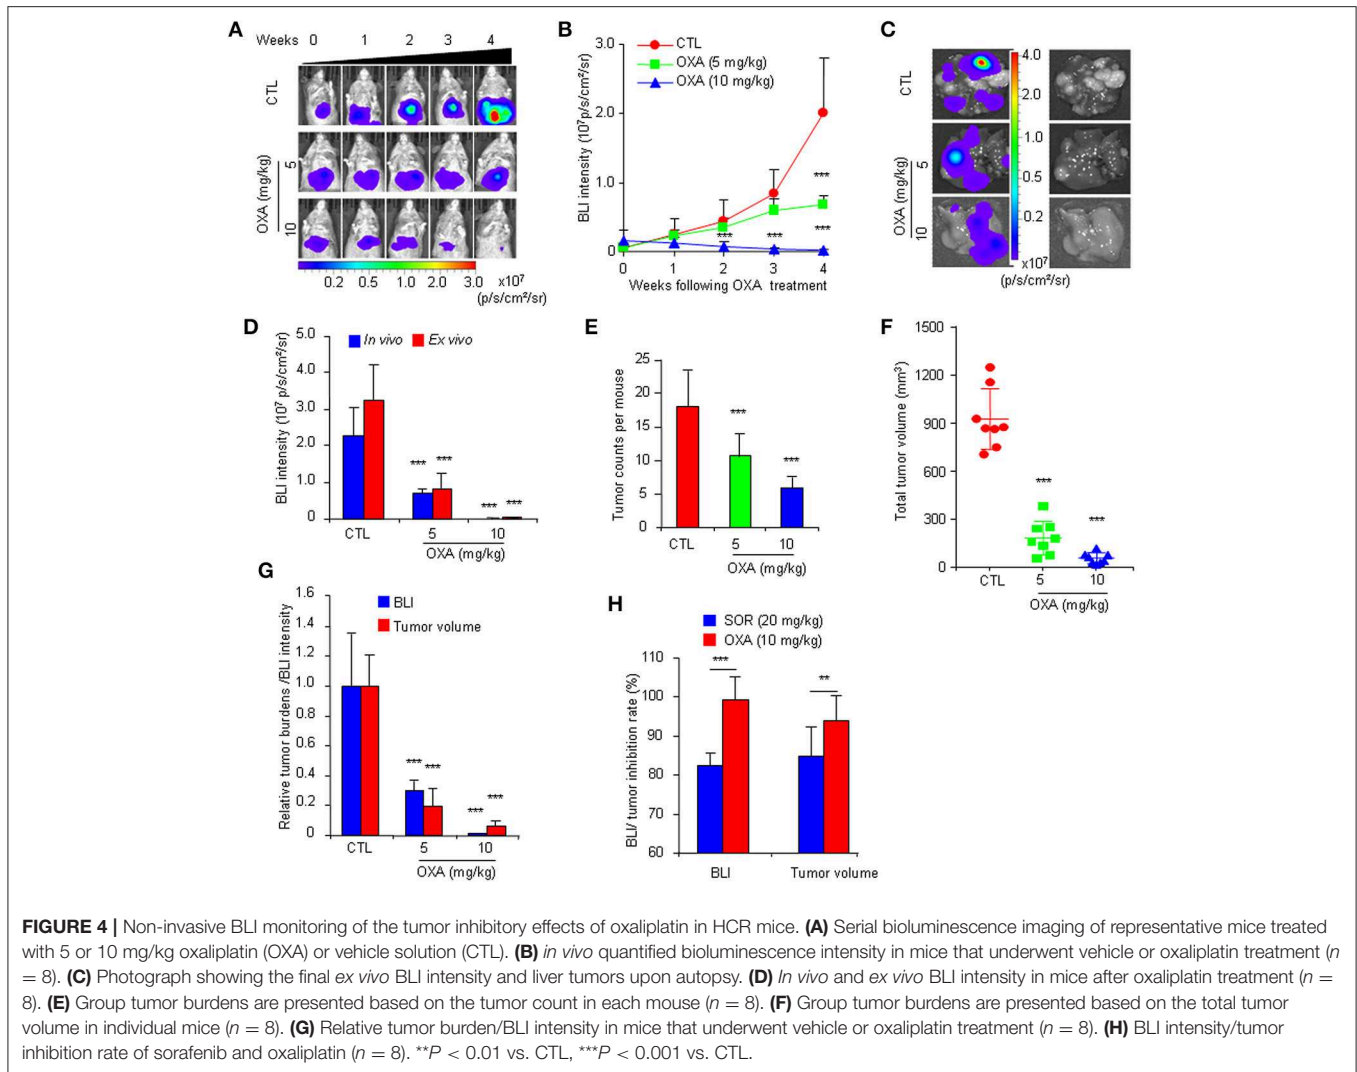 A
Weeks 0 1 2 3 4
CTL
5
10
OXA (mg/kg)
0.2 0.5 1.0 2.0 3.0 x10⁷
(p/s/cm²/sr)
B
CTL
OXA (5 mg/kg)
OXA (10 mg/kg)
BLI intensity (10⁷p/s/cm²/sr)
3.0
2.0
1.0
0
***
*** *** ***
0 1 2 3 4
Weeks following OXA treatment
C
CTL
5
10
OXA (mg/kg)
4.0
2.0
1.0
0.5
0.2
x10⁷
(p/s/cm²/sr)
D
In vivo Ex vivo
BLI intensity (10⁷ p/s/cm²/sr)
5.0
4.0
3.0
2.0
1.0
0
*** ***
*** ***
CTL 5 10
OXA (mg/kg)
E
Tumor counts per mouse
25
20
15
10
5
0
***
***
CTL 5 10
OXA (mg/kg)
F
Total tumor volume (mm³)
1500
1200
900
600
300
0
***
***
CTL 5 10
OXA (mg/kg)
G
BLI
Tumor volume
Relative tumor burdens /BLI intensity
1.6
1.4
1.2
1.0
0.8
0.6
0.4
0.2
0
*** ***
*** ***
CTL 5 10
OXA (mg/kg)
H
SOR (20 mg/kg)
OXA (10 mg/kg)
BLI/ tumor inhibition rate (%)
110
100
90
80
70
60
***
**
BLI Tumor volume
FIGURE 4 | Non-invasive BLI monitoring of the tumor inhibitory effects of oxaliplatin in HCR mice. (A) Serial bioluminescence imaging of representative mice treated
with 5 or 10 mg/kg oxaliplatin (OXA) or vehicle solution (CTL). (B) in vivo quantified bioluminescence intensity in mice that underwent vehicle or oxaliplatin treatment (n
= 8). (C) Photograph showing the final ex vivo BLI intensity and liver tumors upon autopsy. (D) In vivo and ex vivo BLI intensity in mice after oxaliplatin treatment (n =
8). (E) Group tumor burdens are presented based on the tumor count in each mouse (n = 8). (F) Group tumor burdens are presented based on the total tumor
volume in individual mice (n = 8). (G) Relative tumor burden/BLI intensity in mice that underwent vehicle or oxaliplatin treatment (n = 8). (H) BLI intensity/tumor
inhibition rate of sorafenib and oxaliplatin (n = 8). **P < 0.01 vs. CTL, ***P < 0.001 vs. CTL.